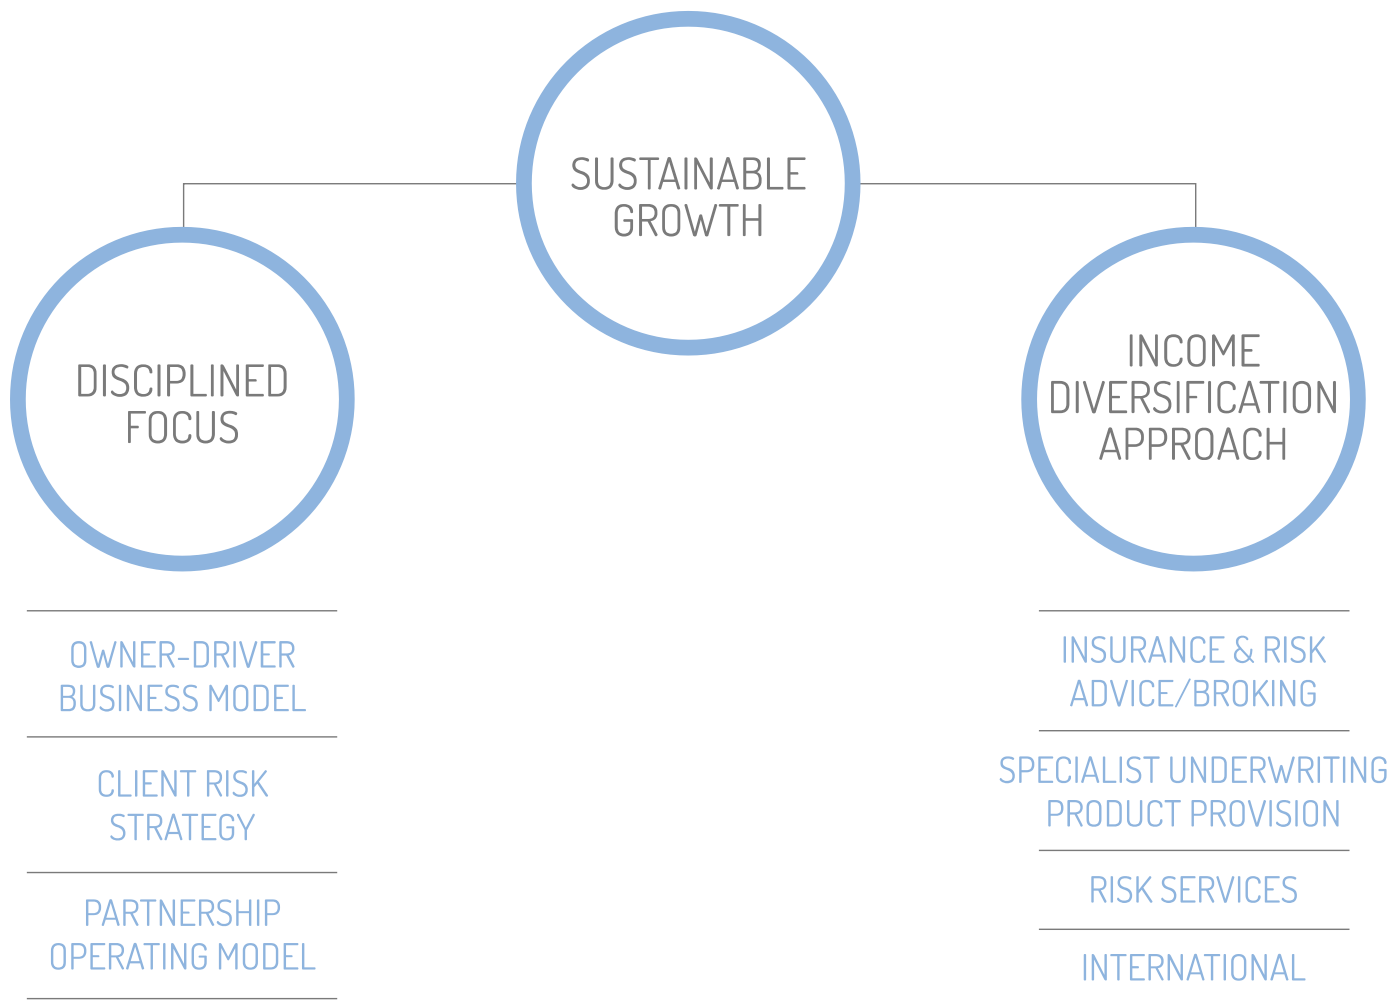 SUSTAINABLE
GROWTH
DISCIPLINED
FOCUS
OWNER-DRIVER
BUSINESS MODEL
CLIENT RISK
STRATEGY
PARTNERSHIP
OPERATING MODEL
INCOME
DIVERSIFICATION
APPROACH
INSURANCE & RISK
ADVICE/BROKING
SPECIALIST UNDERWRITING
PRODUCT PROVISION
RISK SERVICES
INTERNATIONAL